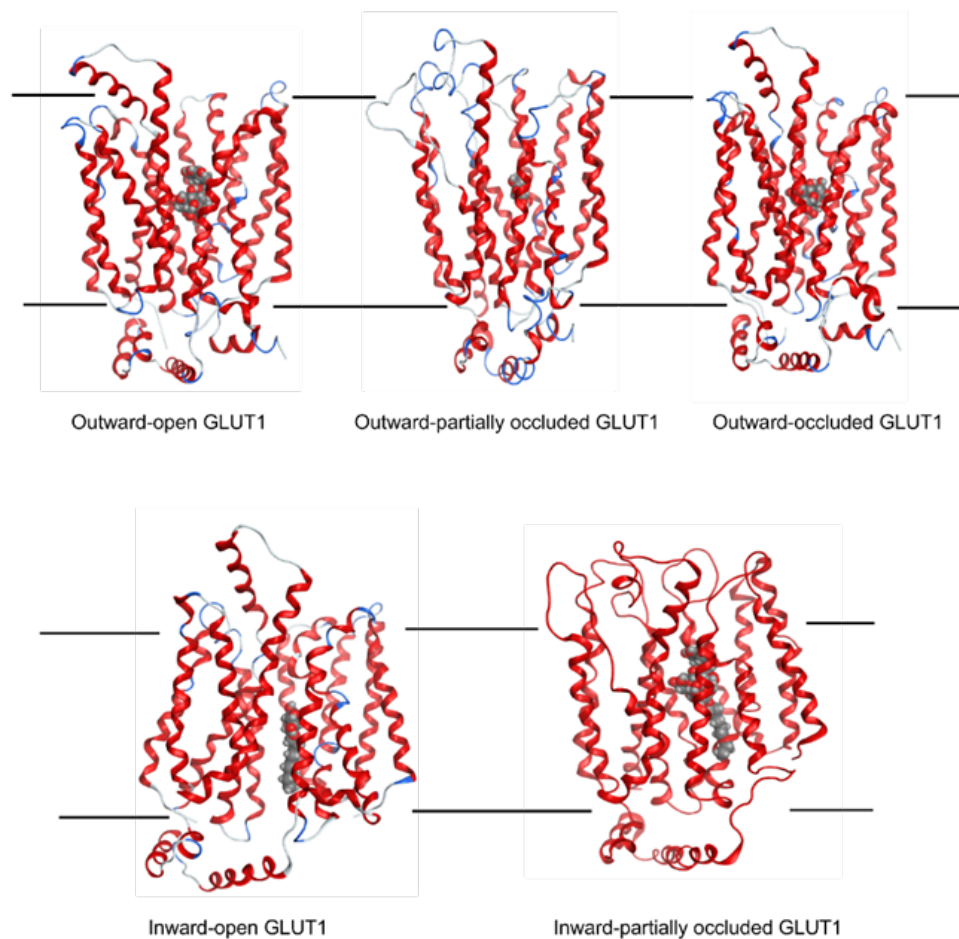 Outward-open GLUT1
Outward-partially occluded GLUT1
Outward-occluded GLUT1
Inward-open GLUT1
Inward-partially occluded GLUT1